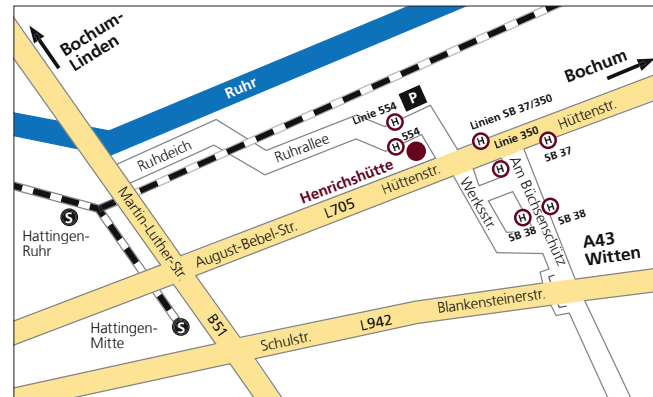 Bochum-
Linden
Ruhr
Bochum
P
Linie 554
H
Linien SB 37/350
H
Linie 350
H
Hüttenstr.
SB 37
554
H
Ruhrallee
Ruhdeich
Henrichshütte
Hüttenstr.
H
Am Büchsenschütz
Werksstr.
L705
August-Bebel-Str.
Martin-Luther-Str.
S
Hattingen-
Ruhr
H
SB 38
H
SB 38
A43
Witten
Hattingen-
Mitte
S
B51
Schulstr.
L942
Blankensteinerstr.